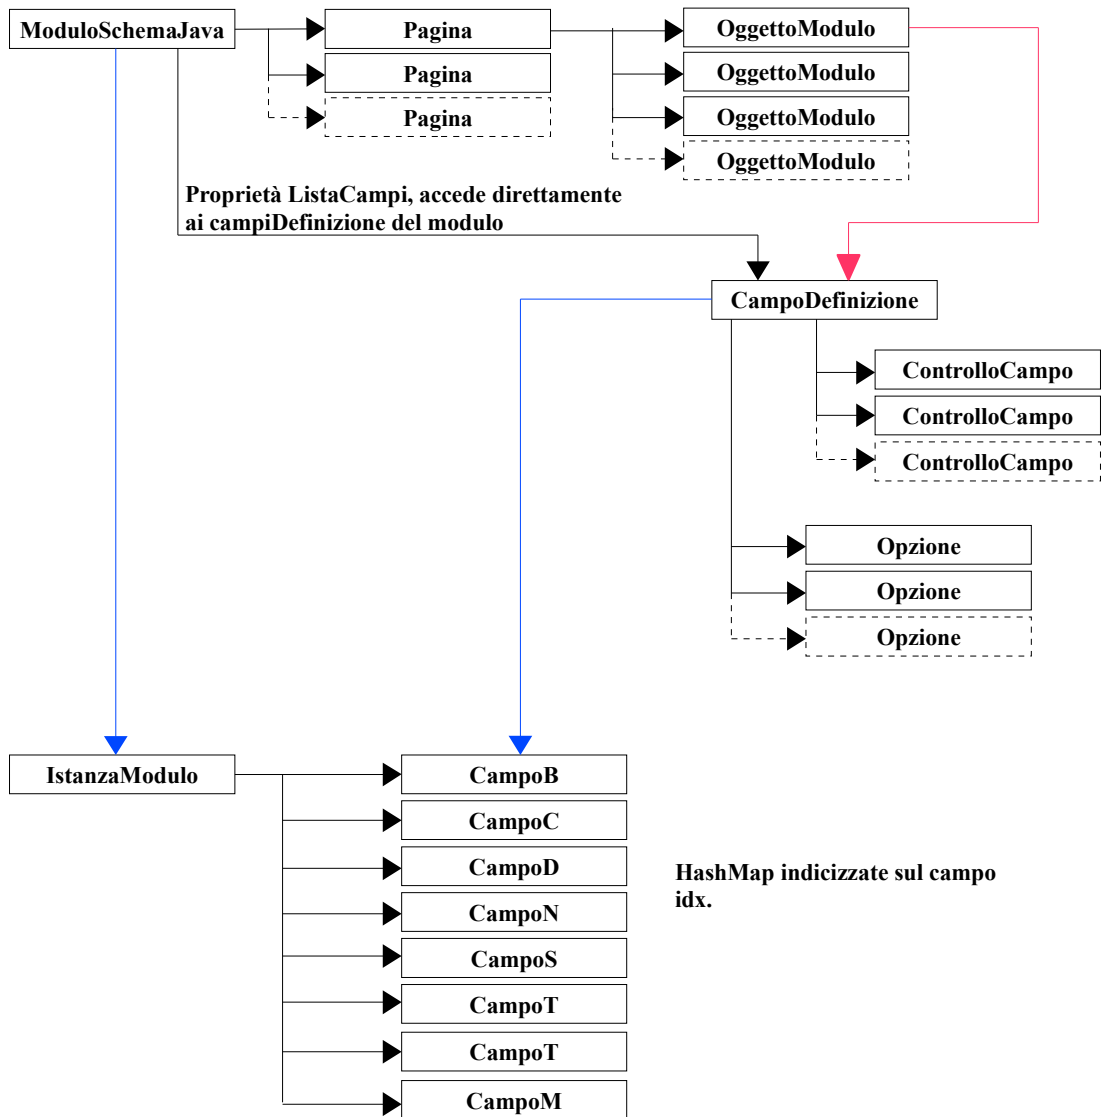 ModuloSchemaJava
Pagina
OggettoModulo
Pagina
OggettoModulo
Pagina
OggettoModulo
OggettoModulo
Proprietà ListaCampi, accede direttamente
ai campiDefinizione del modulo
CampoDefinizione
ControlloCampo
ControlloCampo
ControlloCampo
Opzione
Opzione
Opzione
IstanzaModulo
CampoB
CampoC
CampoD
CampoN
CampoS
CampoT
CampoT
CampoM
HashMap indicizzate sul campo
idx.